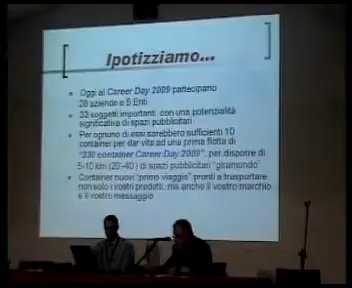 Ipotizziamo...
Oggi al Career Day 2009 partecipano
28 aziende e 5 Enti
33 soggetti importanti, con una potenzialità
significativa di spazi pubblicitari
Per ognuno di essi sarebbero sufficienti 10
container per dar vita ad una prima flotta di
"330 container Career Day 2009", per disporre di
5-10 km (20-40') di spazi pubblicitari "giramondo"
Container nuovi "primo viaggio" pronti a trasportare
non solo i vostri prodotti, ma anche il vostro marchio
e il vostro messaggio